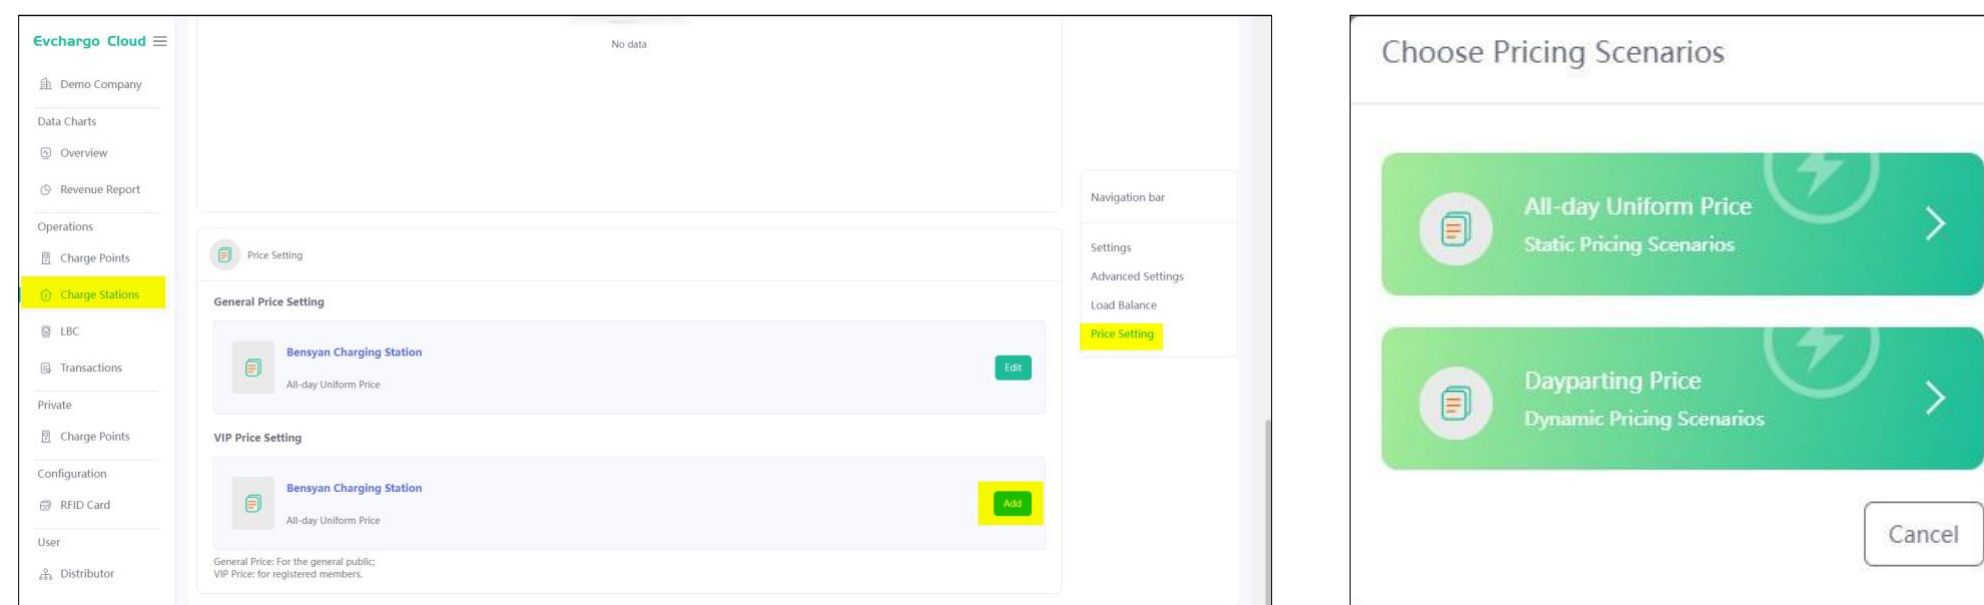 Evchargo Cloud
Demo Company
Data Charts
Overview
Revenue Report
Operations
Charge Points
Charge Stations
LBC
Transactions
Private
Charge Points
Configuration
RFID Card
User
Distributor
No data
Price Setting
General Price Setting
Bensyan Charging Station
All-day Uniform Price
Edit
VIP Price Setting
Bensyan Charging Station
All-day Uniform Price
Add
General Price: For the general public;
VIP Price: for registered members.
Navigation bar
Settings
Advanced Settings
Load Balance
Price Setting
Choose Pricing Scenarios
All-day Uniform Price
Static Pricing Scenarios
Dayparting Price
Dynamic Pricing Scenarios
Cancel